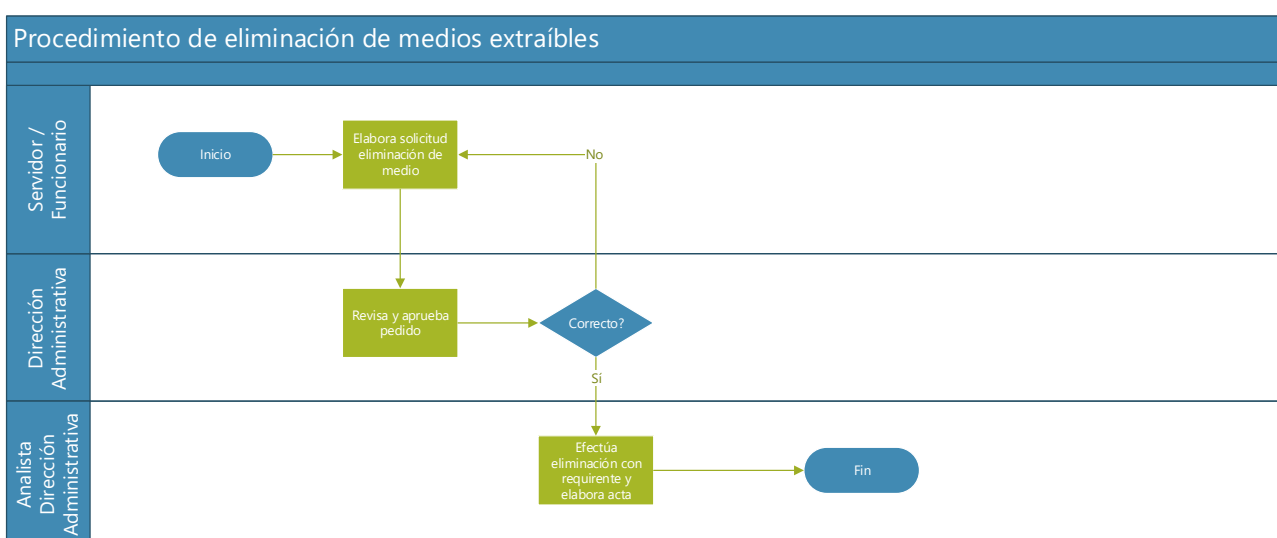 Procedimiento de eliminación de medios extraíbles
Servidor /
Funcionario
Inicio
Elabora solicitud
eliminación de
medio
No
Dirección
Administrativa
Revisa y aprueba
pedido
Correcto?
Sí
Analista
Dirección
Administrativa
Efectúa
eliminación con
requirente y
elabora acta
Fin